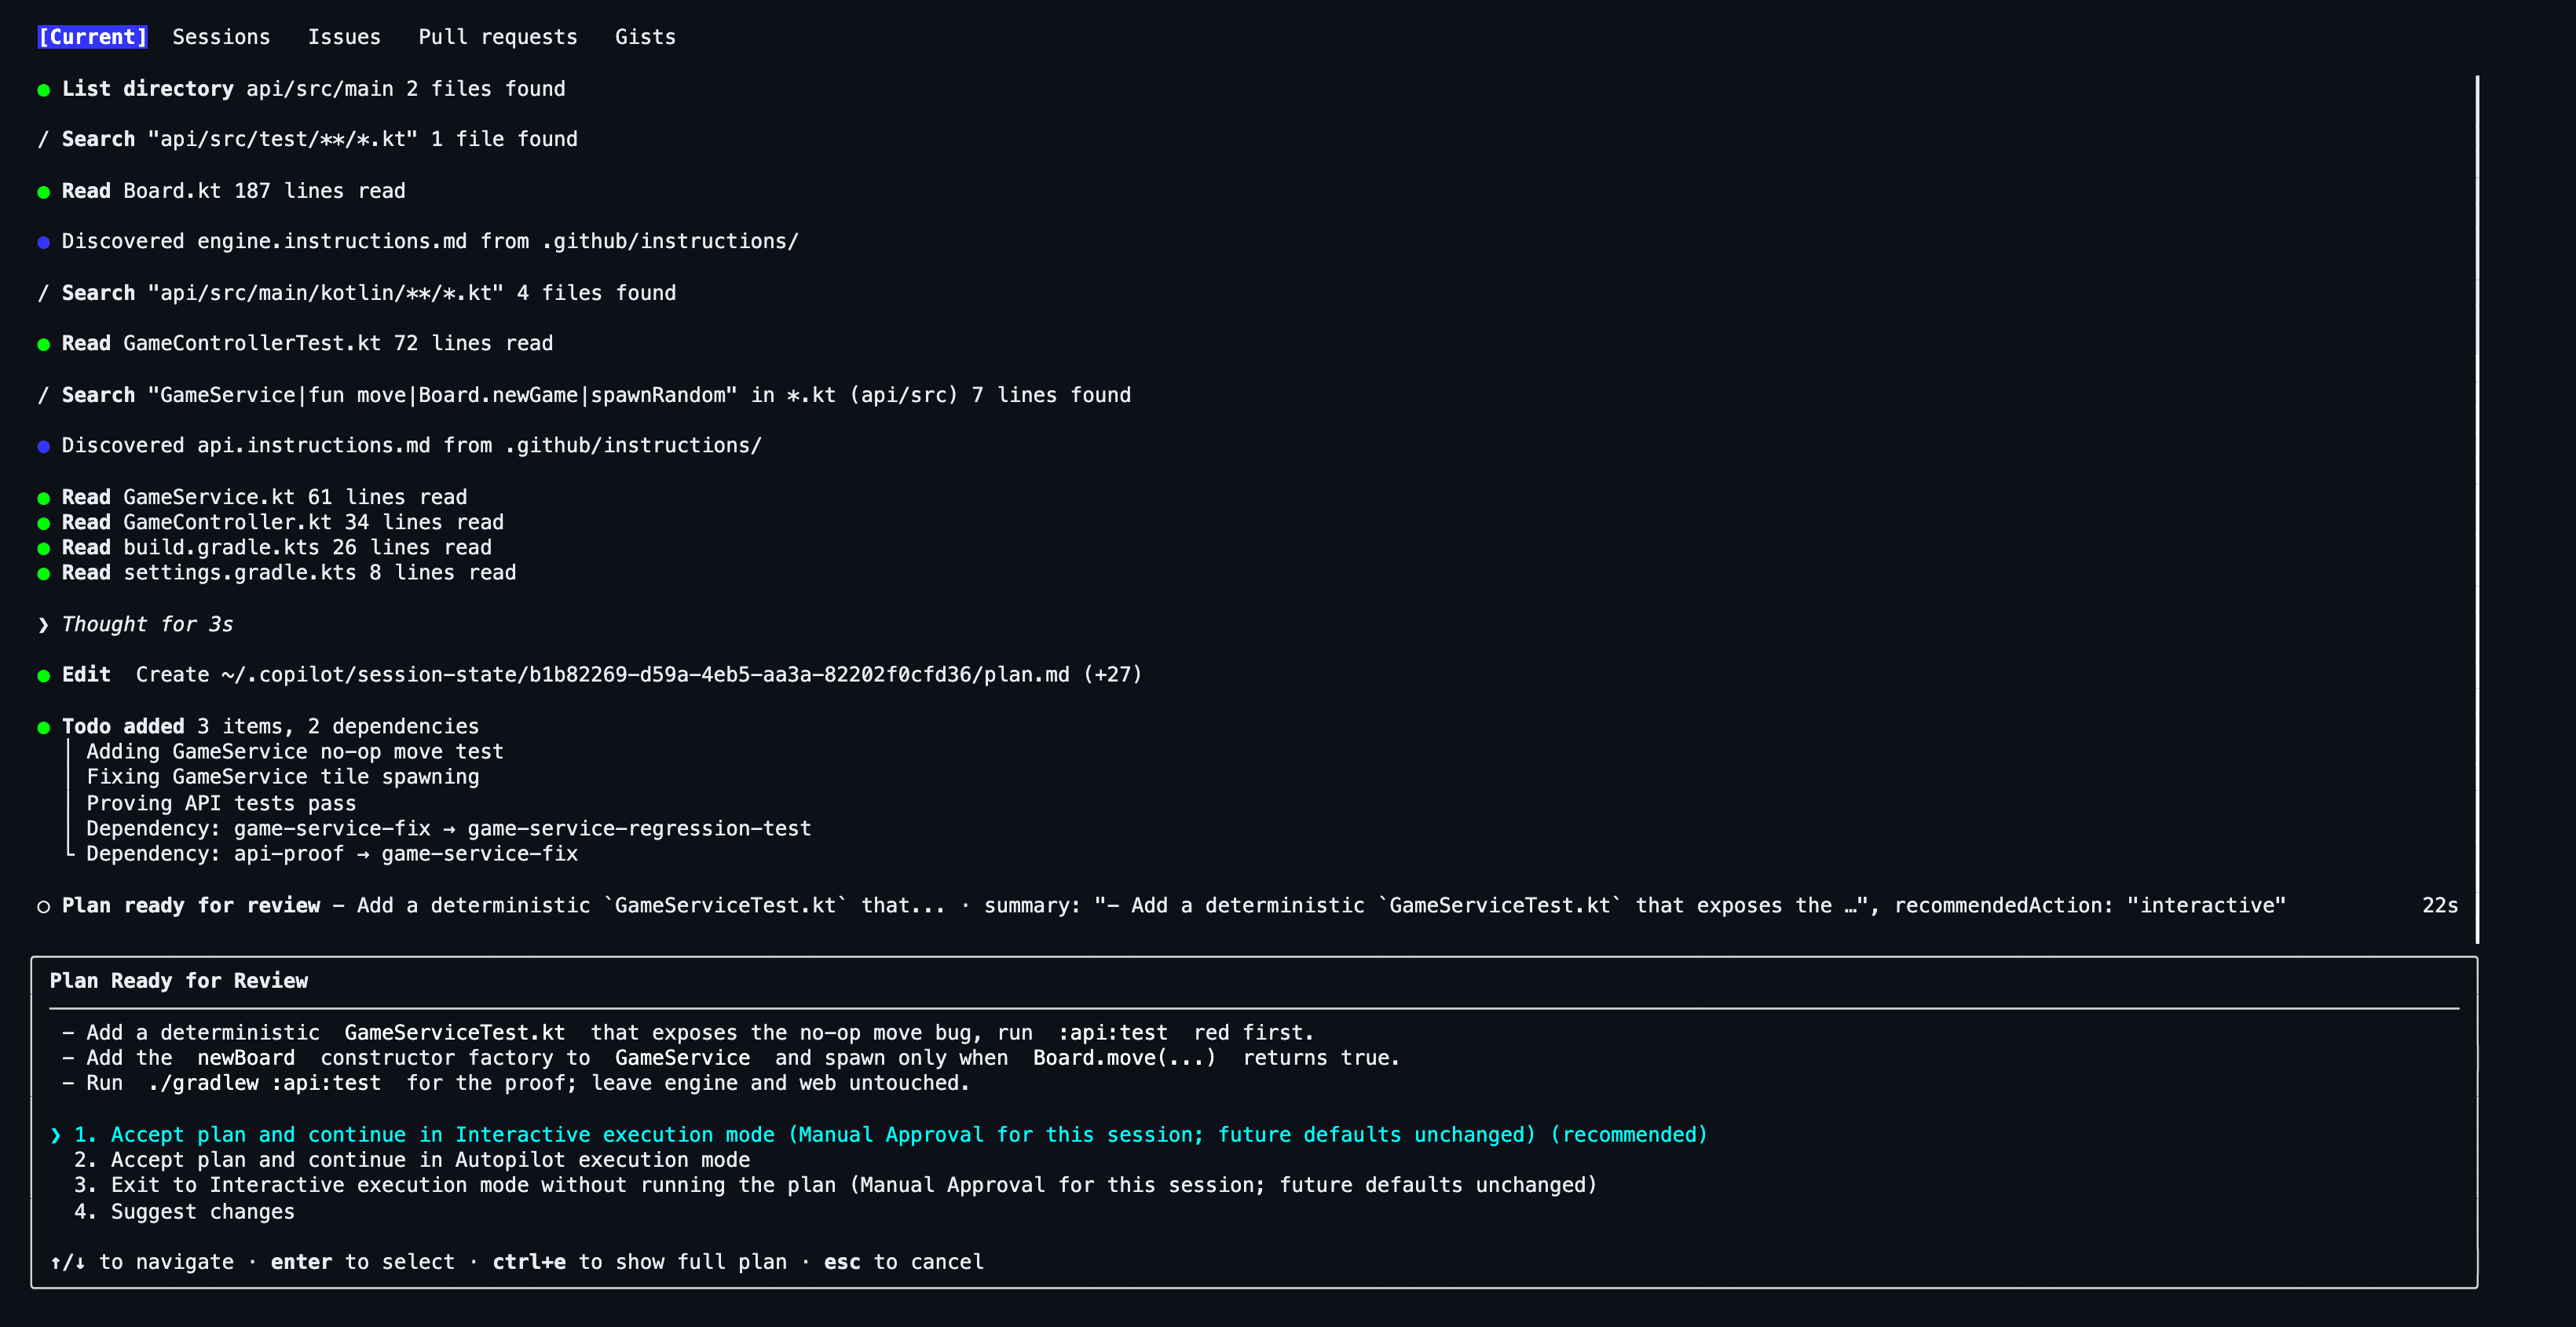 [Current] Sessions Issues Pull requests Gists
● List directory api/src/main 2 files found
/ Search "api/src/test/**/*.kt" 1 file found
● Read Board.kt 187 lines read
● Discovered engine.instructions.md from .github/instructions/
/ Search "api/src/main/kotlin/**/*.kt" 4 files found
● Read GameControllerTest.kt 72 lines read
/ Search "GameService|fun move|Board.newGame|spawnRandom" in *.kt (api/src) 7 lines found
● Discovered api.instructions.md from .github/instructions/
● Read GameService.kt 61 lines read
● Read GameController.kt 34 lines read
● Read build.gradle.kts 26 lines read
● Read settings.gradle.kts 8 lines read
❯ Thought for 3s
● Edit Create ~/.copilot/session-state/b1b82269-d59a-4eb5-aa3a-82202f0cfd36/plan.md (+27)
● Todo added 3 items, 2 dependencies
│ Adding GameService no-op move test
│ Fixing GameService tile spawning
│ Proving API tests pass
│ Dependency: game-service-fix → game-service-regression-test
└ Dependency: api-proof → game-service-fix
○ Plan ready for review – Add a deterministic `GameServiceTest.kt` that... · summary: "- Add a deterministic `GameServiceTest.kt` that exposes the …", recommendedAction: "interactive" 22s
Plan Ready for Review
- Add a deterministic GameServiceTest.kt that exposes the no-op move bug, run :api:test red first.
- Add the newBoard constructor factory to GameService and spawn only when Board.move(...) returns true.
- Run ./gradlew :api:test for the proof; leave engine and web untouched.
❯ 1. Accept plan and continue in Interactive execution mode (Manual Approval for this session; future defaults unchanged) (recommended)
2. Accept plan and continue in Autopilot execution mode
3. Exit to Interactive execution mode without running the plan (Manual Approval for this session; future defaults unchanged)
4. Suggest changes
↑/↓ to navigate · enter to select · ctrl+e to show full plan · esc to cancel